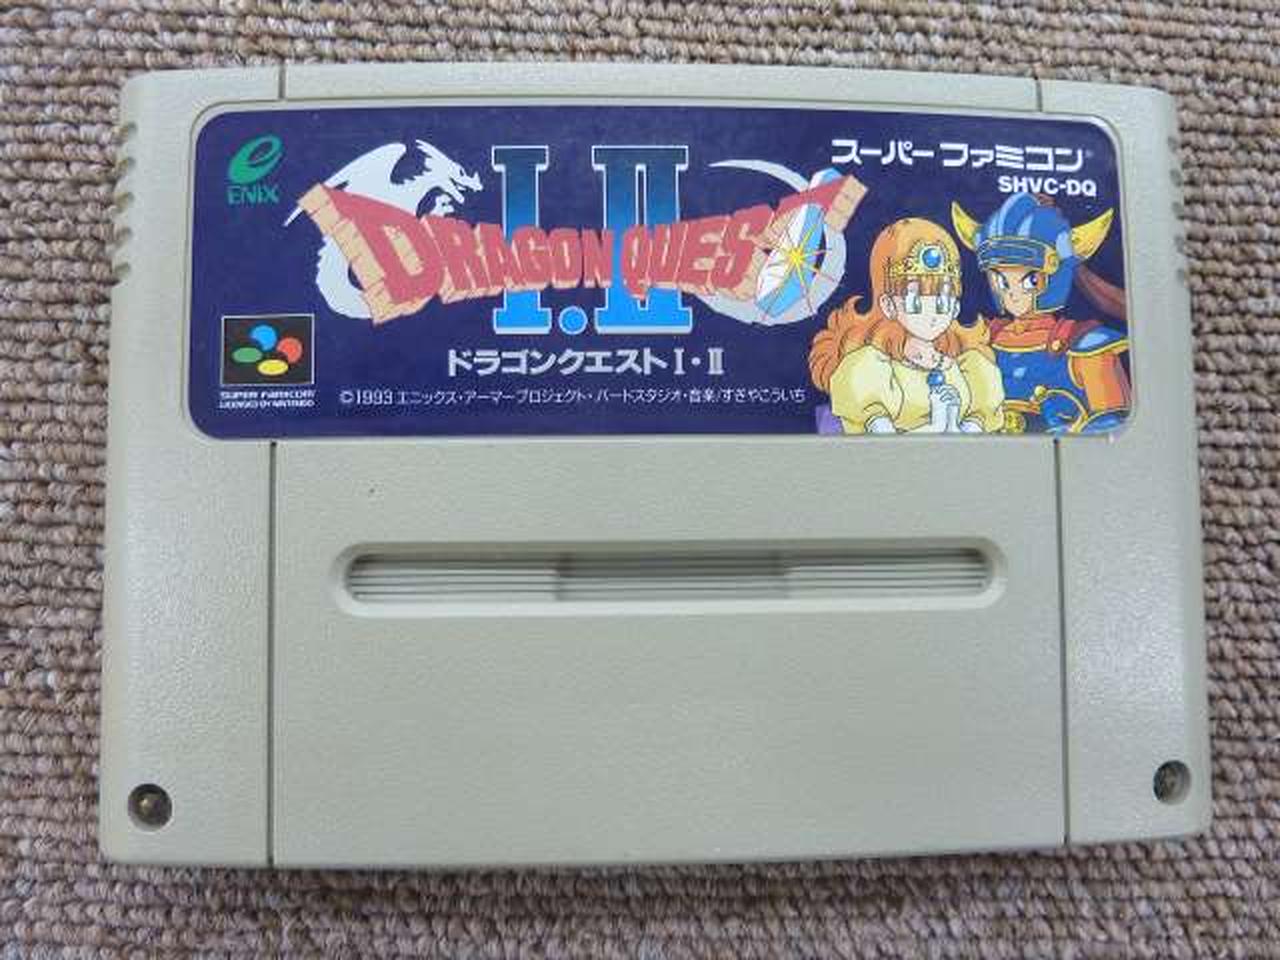 ENIX
I・II
DRAGON QUEST
スーパーファミコン
SHVC-DQ
ドラゴンクエストI・II
SUPER FAMICOM
LICENSED BY NINTENDO
©1993 エニックス・アーマープロジェクト・バードスタジオ・音楽/すぎやまこういち